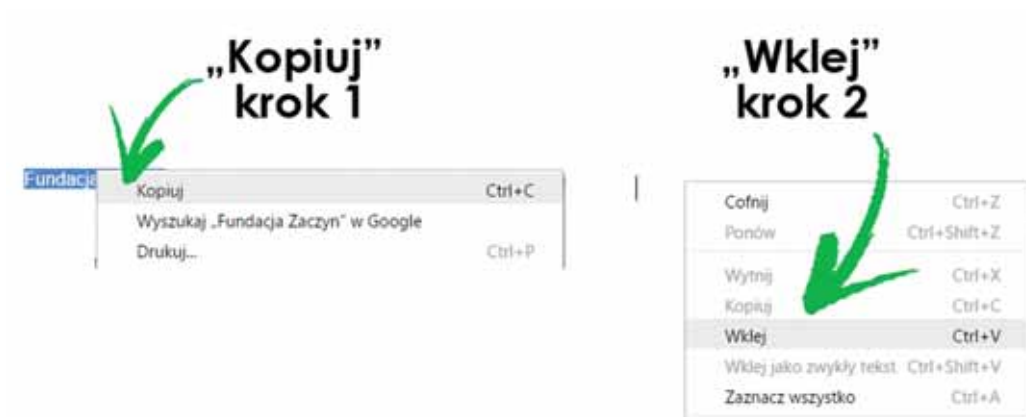 „Kopiuj”
krok 1
„Wklej”
krok 2
Fundacja
Kopiuj Ctrl+C
Wyszukaj „Fundacja Zaczyn” w Google
Drukuj... Ctrl+P
Cofnij Ctrl+Z
Ponów Ctrl+Shift+Z
Wytnij Ctrl+X
Kopiuj Ctrl+C
Wklej Ctrl+V
Wklej jako zwykły tekst Ctrl+Shift+V
Zaznacz wszystko Ctrl+A